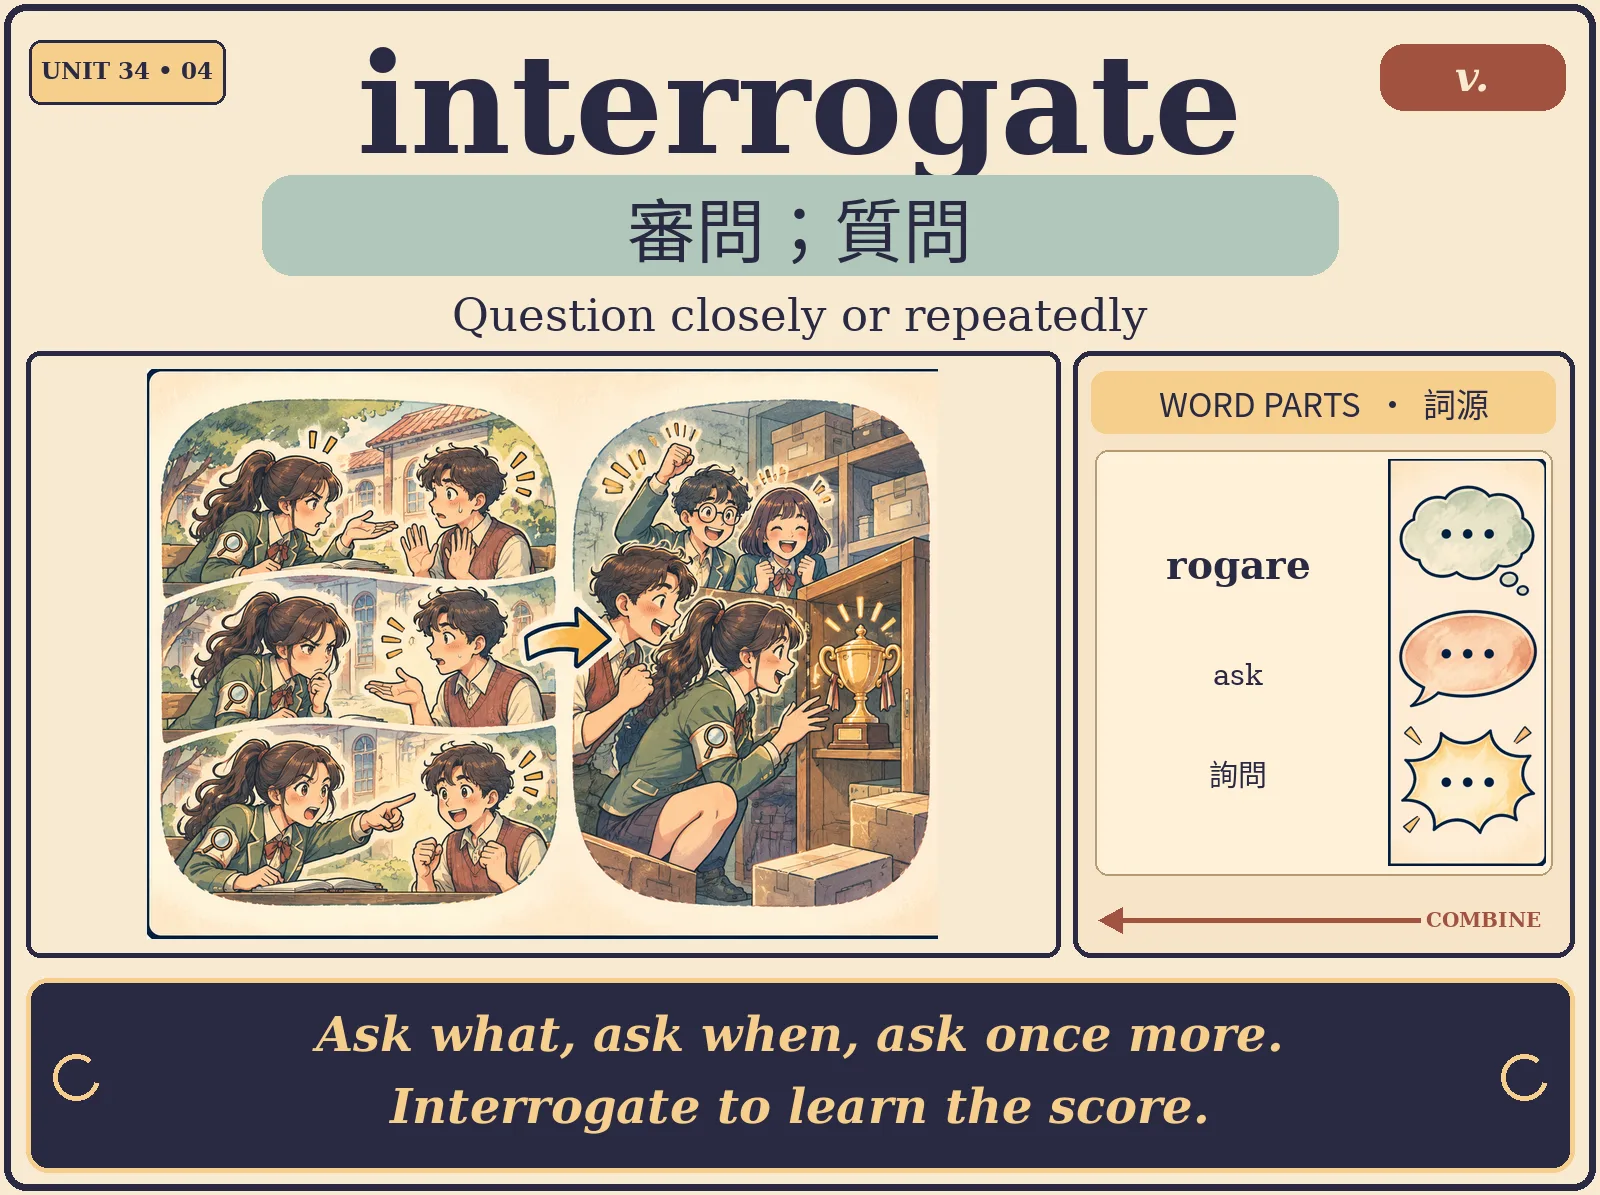 UNIT 34 • 04
interrogate
v.
審問；質問
Question closely or repeatedly
WORD PARTS ・ 詞源
rogare
ask
詢問
COMBINE
Ask what, ask when, ask once more.
Interrogate to learn the score.